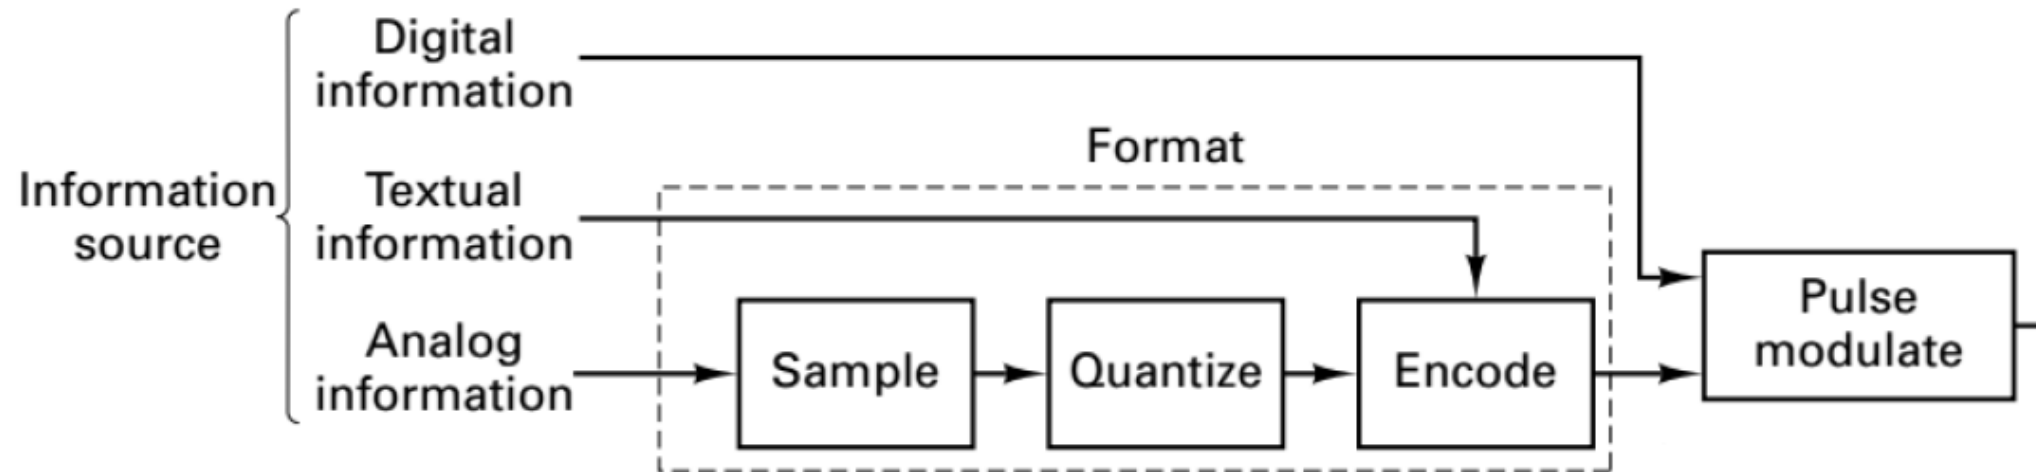 Information
source
Digital
information
Textual
information
Analog
information
Format
Sample
Quantize
Encode
Pulse
modulate